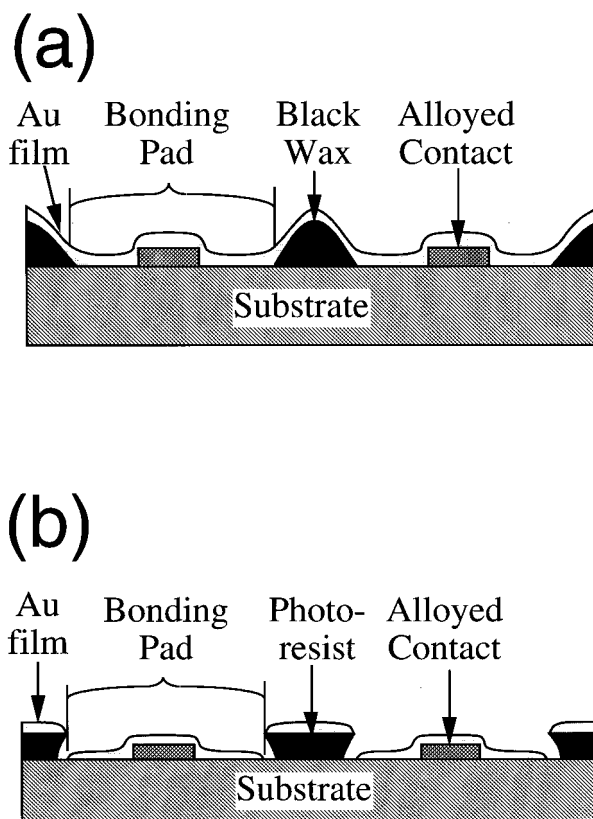 (a)
Au
film
Bonding
Pad
Black
Wax
Alloyed
Contact
Substrate
(b)
Au
film
Bonding
Pad
Photo-
resist
Alloyed
Contact
Substrate